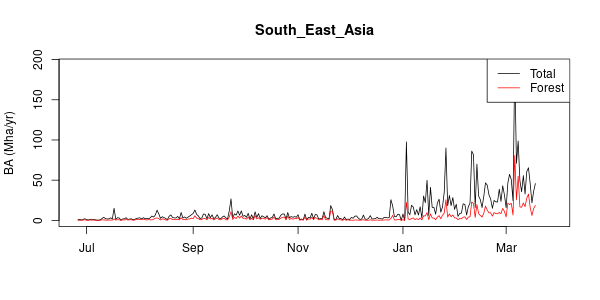 South_East_Asia
BA (Mha/yr)
200
150
100
50
0
Total
Forest
Jul
Sep
Nov
Jan
Mar